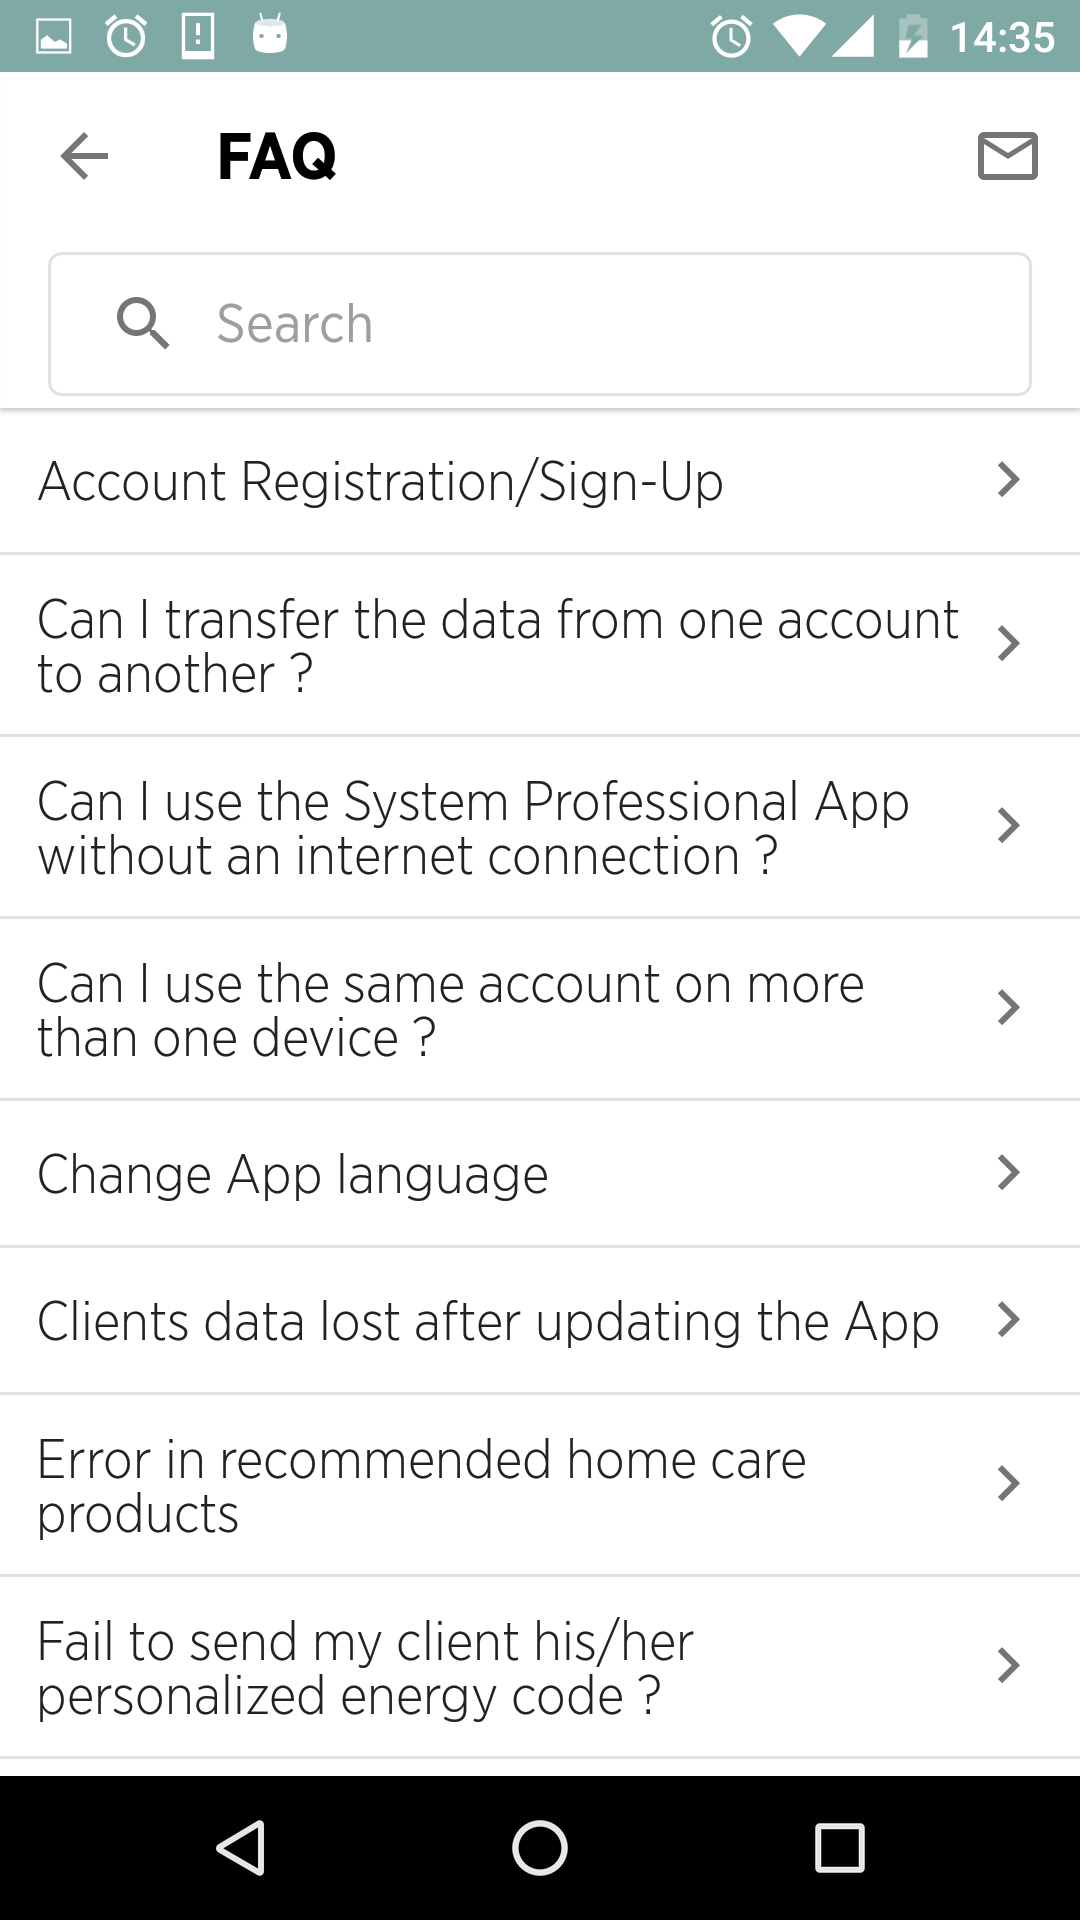 14:35
FAQ
Search
Account Registration/Sign-Up
Can I transfer the data from one account
to another ?
Can I use the System Professional App
without an internet connection ?
Can I use the same account on more
than one device ?
Change App language
Clients data lost after updating the App
Error in recommended home care
products
Fail to send my client his/her
personalized energy code ?